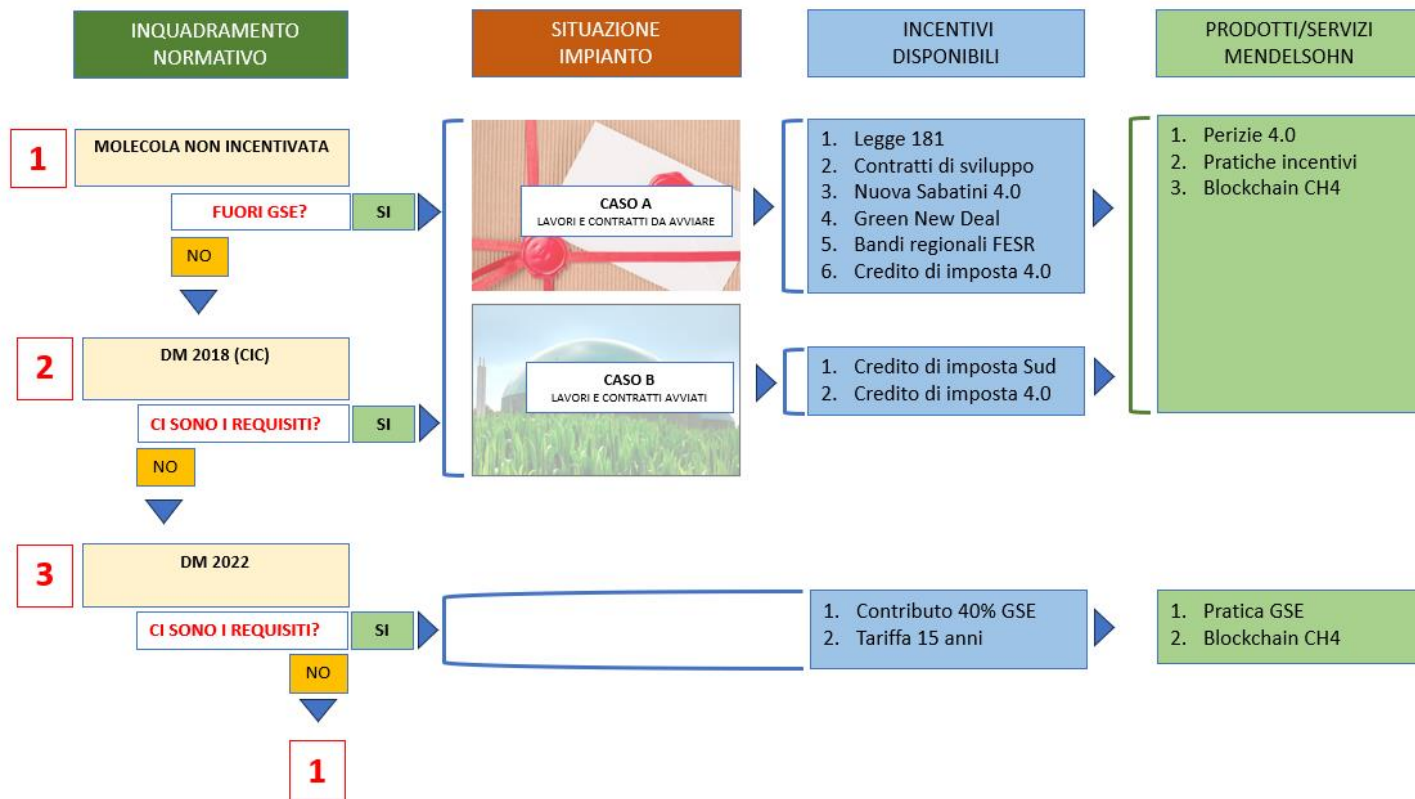 INQUADRAMENTO
NORMATIVO
SITUAZIONE
IMPIANTO
INCENTIVI
DISPONIBILI
PRODOTTI/SERVIZI
MENDELSOHN
1
MOLECOLA NON INCENTIVATA
FUORI GSE?
SI
NO
CASO A
LAVORI E CONTRATTI DA AVVIARE
1. Legge 181
2. Contratti di sviluppo
3. Nuova Sabatini 4.0
4. Green New Deal
5. Bandi regionali FESR
6. Credito di imposta 4.0
1. Perizie 4.0
2. Pratiche incentivi
3. Blockchain CH4
2
DM 2018 (CIC)
CI SONO I REQUISITI?
SI
NO
CASO B
LAVORI E CONTRATTI AVVIATI
1. Credito di imposta Sud
2. Credito di imposta 4.0
3
DM 2022
CI SONO I REQUISITI?
SI
NO
1. Contributo 40% GSE
2. Tariffa 15 anni
1. Pratica GSE
2. Blockchain CH4
1